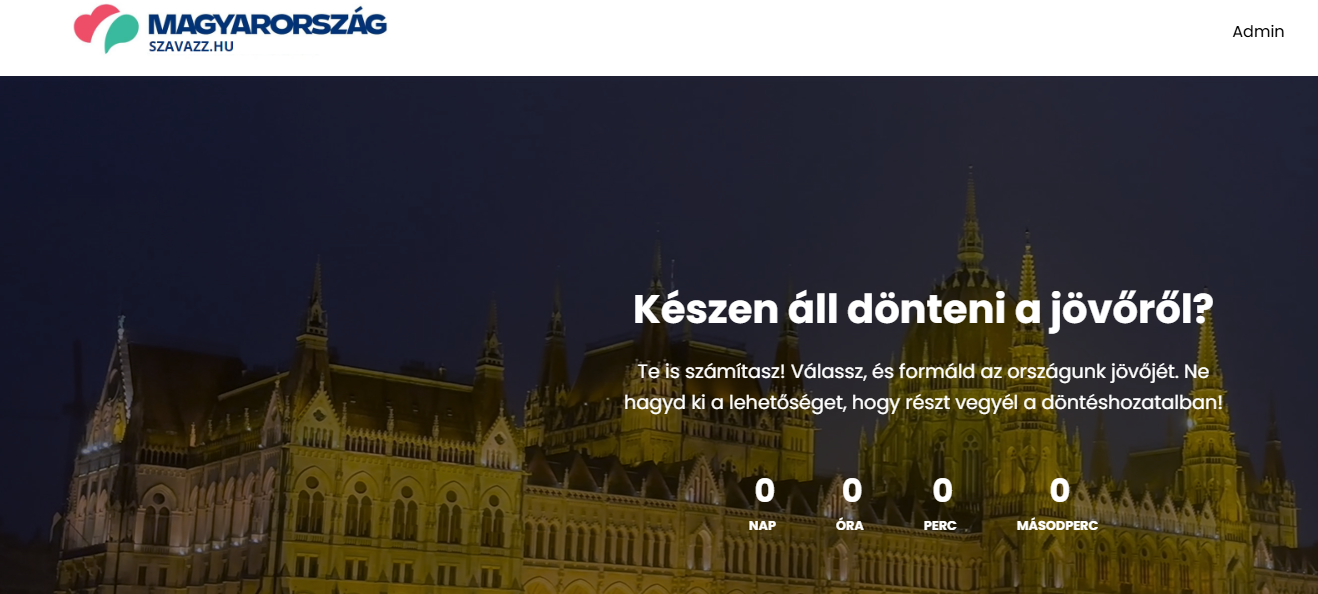 MAGYARORSZÁG
SZAVAZZ.HU
Admin
Készen áll dönteni a jövőről?
Te is számítasz! Válassz, és formáld az országunk jövőjét. Ne
hagyd ki a lehetőséget, hogy részt vegyél a döntéshozatalban!
0 0 0 0
NAP ÓRA PERC MÁSODPERC